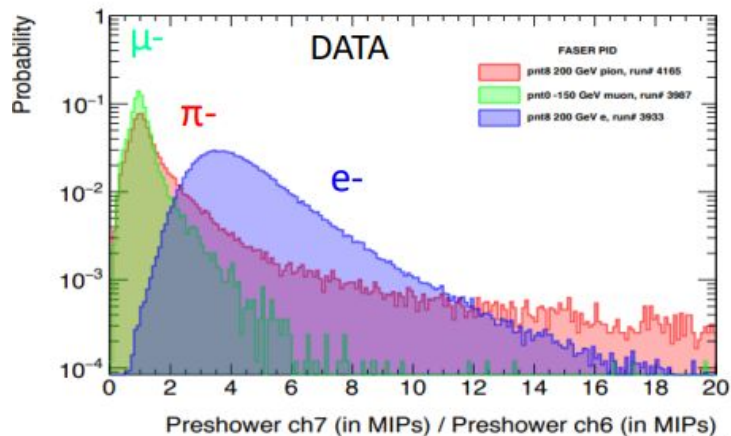 DATA
μ-
π-
e-
FASER PID
pnt8 200 GeV pion, run# 4165
pnt0 -150 GeV muon, run# 3987
pnt8 200 GeV e, run# 3933
Probability
1
10⁻¹
10⁻²
10⁻³
10⁻⁴
0 2 4 6 8 10 12 14 16 18 20
Preshower ch7 (in MIPs) / Preshower ch6 (in MIPs)